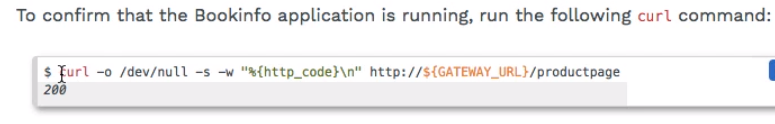 To confirm that the Bookinfo application is running, run the following curl command:
$ curl -o /dev/null -s -w "%{http_code}\n" http://${GATEWAY_URL}/productpage
200